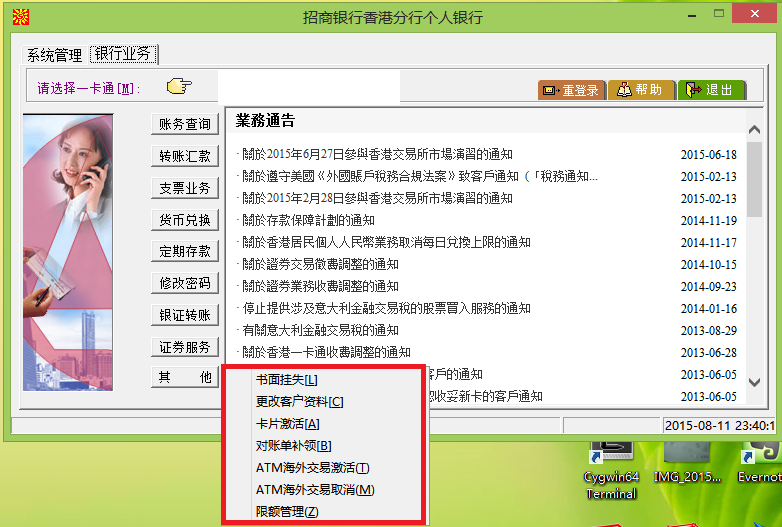 招商银行香港分行个人银行
系统管理 银行业务
请选择一卡通[M]:
重登录 帮助 退出
账务查询
转账汇款
支票业务
货币兑换
定期存款
修改密码
银证转账
证券服务
其 他
業務通告
·關於2015年6月27日參與香港交易所市場演習的通知 2015-06-18
·關於遵守美國《外國賬戶稅務合規法案》致客戶通知（「稅務通知... 2015-02-13
·關於2015年2月28日參與香港交易所市場演習的通知 2015-02-13
·關於存款保障計劃的通知 2014-11-19
·關於香港居民個人人民幣業務取消每日兌換上限的通知 2014-11-17
·關於證券交易徵費調整的通知 2014-10-15
·關於證券業務收費調整的通知 2014-09-23
·停止提供涉及意大利金融交易稅的股票買入服務的通知 2014-01-16
·有關意大利金融交易稅的通知 2013-08-29
·關於香港一卡通收費調整的通知 2013-06-28
客戶的通知 2013-06-05
收妥新卡的客戶通知 2013-06-05
书面挂失[L]
更改客户资料[C]
卡片激活[A]
对账单补领[B]
ATM海外交易激活(T)
ATM海外交易取消(M)
限额管理(Z)
2015-08-11 23:40:1
Cygwin64
Terminal
IMG_2015...
Evernot